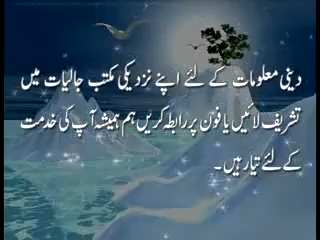 دینی معلومات کے لئے اپنے نزدیکی مکتب جالیات میں
تشریف لائیں یا فون پر رابطہ کریں ہم ہمیشہ آپ کی خدمت
کے لئے تیار ہیں۔